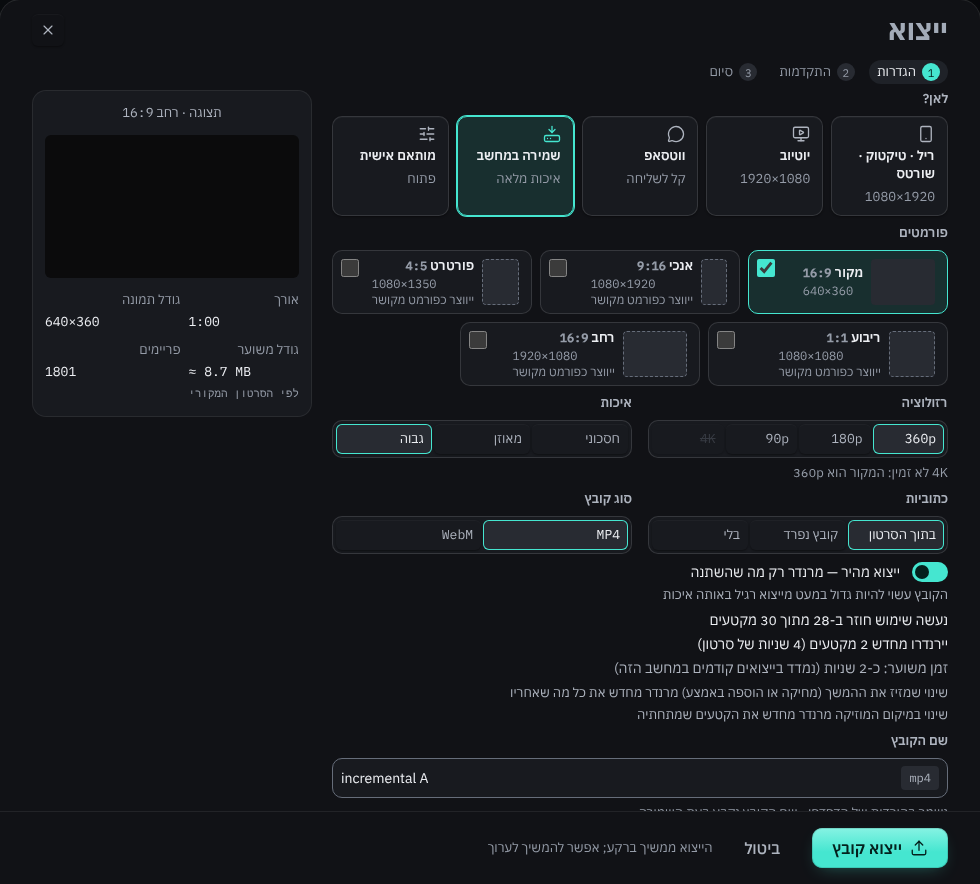 ייצוא
1 הגדרות
2 התקדמות
3 סיום
לאן?
ריל · טיקטוק · שורטס
1080×1920
יוטיוב
1920×1080
ווטסאפ
קל לשליחה
שמירה במחשב
איכות מלאה
מותאם אישית
פתוח
פורמטים
מקור 16:9
640×360
אנכי 9:16
1080×1920
ייווצר כפורמט מקושר
פורטרט 4:5
1080×1350
ייווצר כפורמט מקושר
ריבוע 1:1
1080×1080
ייווצר כפורמט מקושר
רחב 16:9
1920×1080
ייווצר כפורמט מקושר
רזולוציה
360p
180p
90p
4K
4K לא זמין: המקור הוא 360p
איכות
חסכוני
מאוזן
גבוה
כתוביות
בתוך הסרטון
קובץ נפרד
בלי
סוג קובץ
MP4
WebM
ייצוא מהיר — מרנדר רק מה שהשתנה
הקובץ עשוי להיות גדול במעט מייצוא רגיל באותה איכות
נעשה שימוש חוזר ב-28 מתוך 30 מקטעים
יירנדרו מחדש 2 מקטעים (4 שניות של סרטון)
זמן משוער: כ-2 שניות (נמדד בייצואים קודמים במחשב הזה)
שינוי שמזיז את ההמשך (מחיקה או הוספה באמצע) מרנדר מחדש את כל מה שאחריו
שינוי במיקום המוזיקה מרנדר מחדש את הקטעים שמתחתיה
שם הקובץ
mp4
incremental A
תצוגה · רחב 16:9
אורך
1:00
גודל תמונה
640×360
גודל משוער
≈ 8.7 MB
לפי הסרטון המקורי
פריימים
1801
ייצוא קובץ
ביטול
הייצוא ממשיך ברקע; אפשר להמשיך לערוך